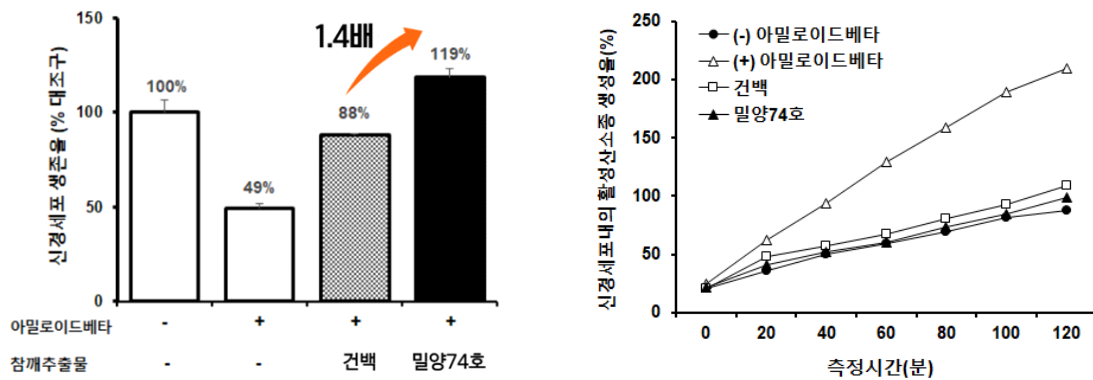 신경세포 생존율 (% 대조구)
150
100
50
0
100%
49%
88%
119%
1.4배
아밀로이드베타 - + + +
참깨추출물 - - 건백 밀양74호
신경세포내의 활성산소종 생성율(%)
250
200
150
100
50
0
(-) 아밀로이드베타
(+) 아밀로이드베타
건백
밀양74호
0 20 40 60 80 100 120
측정시간(분)